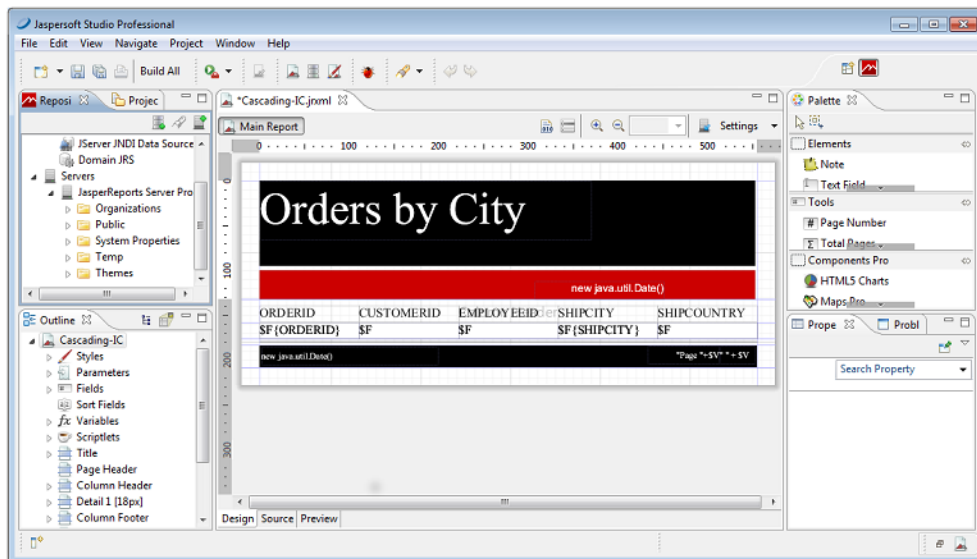 Jaspersoft Studio Professional
File Edit View Navigate Project Window Help
Build All
Reposi Projec
JServer JNDI Data Source
Domain JRS
Servers
JasperReports Server Pro
Organizations
Public
System Properties
Temp
Themes
Outline
Cascading-IC
Styles
Parameters
Fields
Sort Fields
Variables
Scriptlets
Title
Page Header
Column Header
Detail 1 [18px]
Column Footer
*Cascading-IC.jrxml
Main Report Settings
0 100 200 300 400 500
0
100
200
300
Orders by City
new java.util.Date()
ORDERID CUSTOMERID EMPLOYEEID SHIPCITY SHIPCOUNTRY
$F{ORDERID} $F $F $F{SHIPCITY} $F
new java.util.Date() "Page "+$V" " + $V
Design Source Preview
Palette
Elements
Note
Text Field
Tools
Page Number
Total Pages
Components Pro
HTML5 Charts
Maps Pro
Prope Probl
Search Property